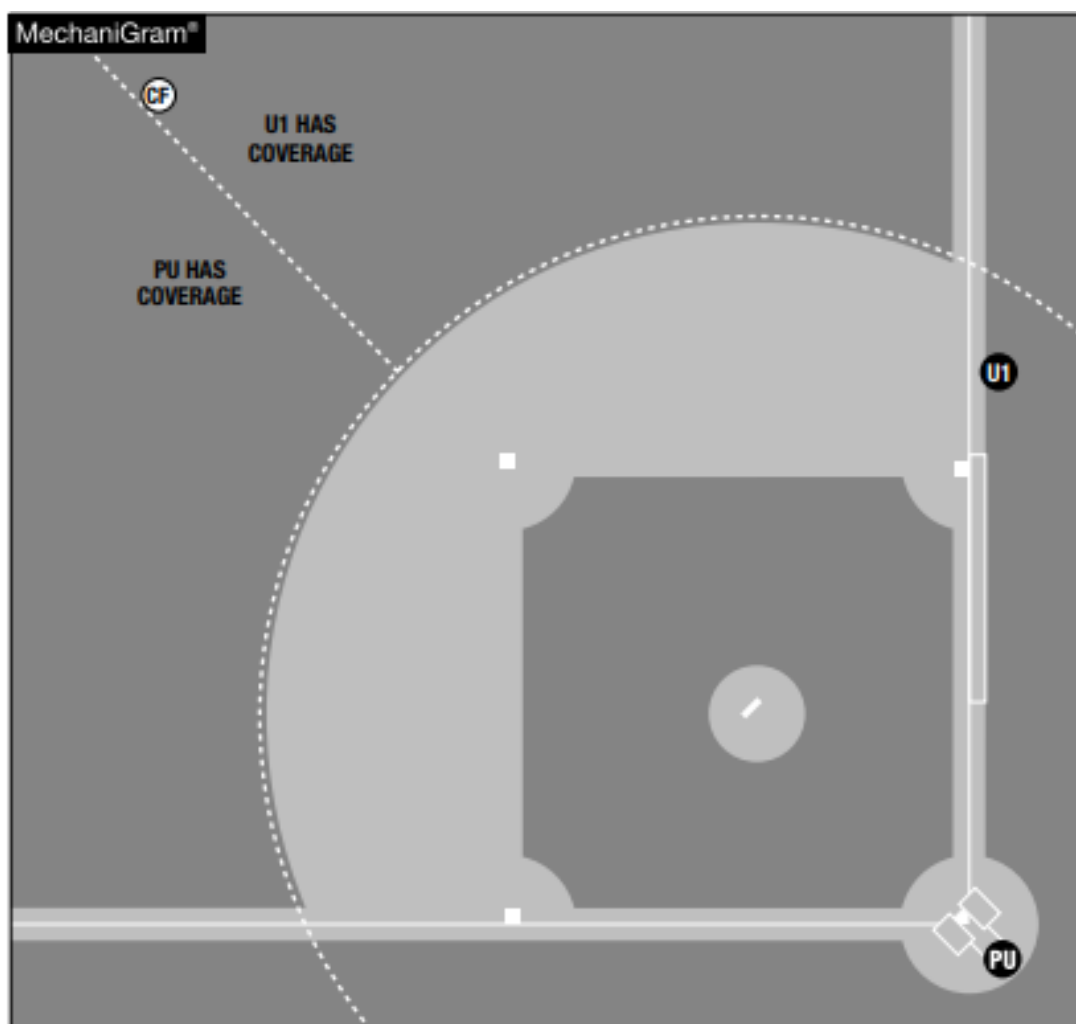 MechaniGram®
CF
U1 HAS
COVERAGE
PU HAS
COVERAGE
U1
PU